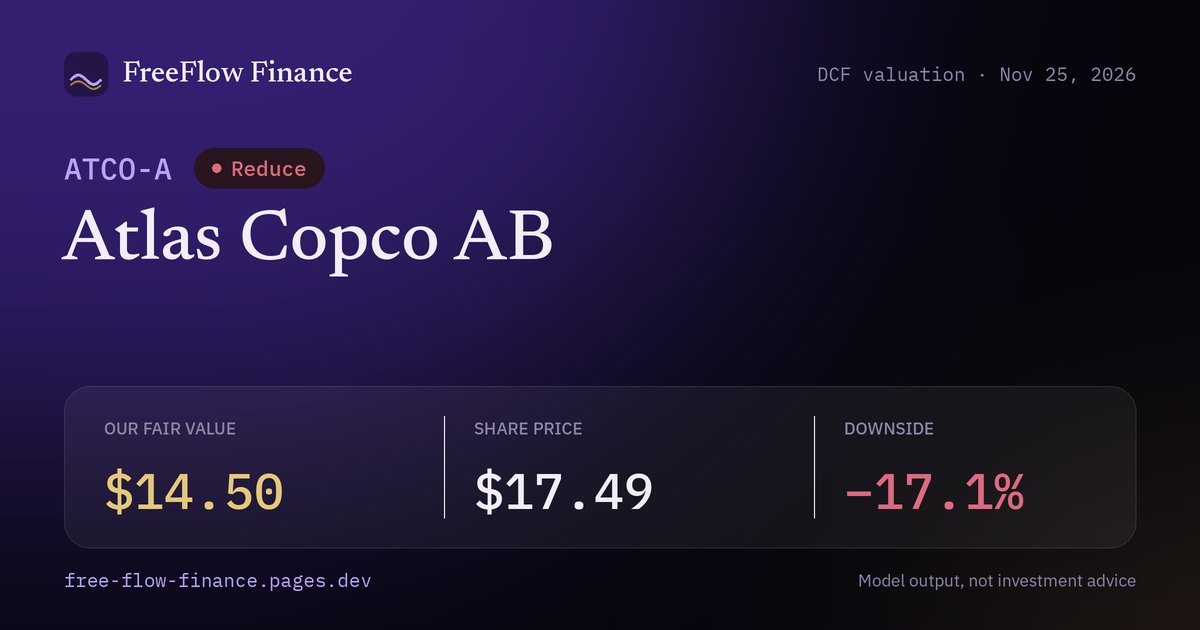 FreeFlow Finance
DCF valuation · Nov 25, 2026
ATCO-A
Reduce
Atlas Copco AB
OUR FAIR VALUE
$14.50
SHARE PRICE
$17.49
DOWNSIDE
−17.1%
free-flow-finance.pages.dev
Model output, not investment advice